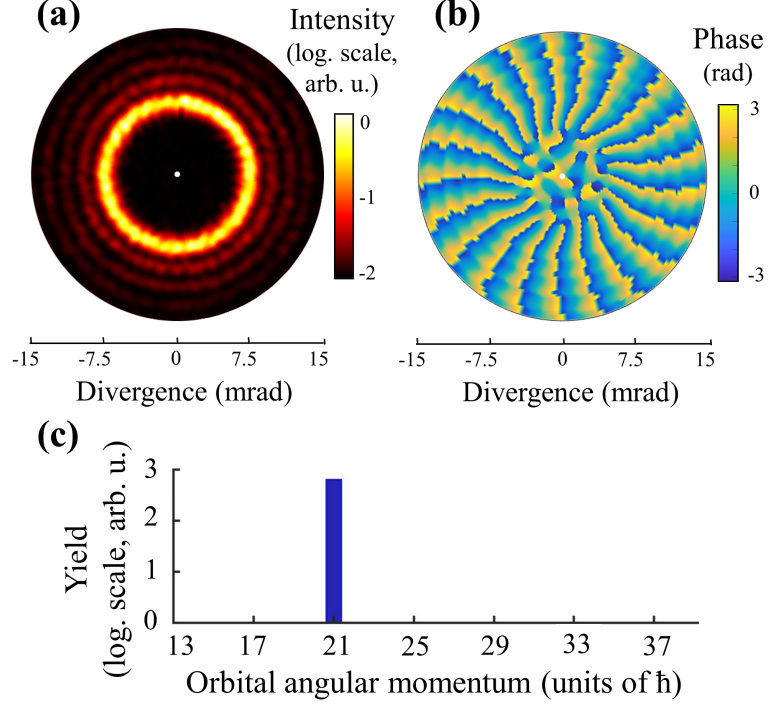 (a)
Intensity
(log. scale,
arb. u.)
0
-1
-2
-15 -7.5 0 7.5 15
Divergence (mrad)
(b)
Phase
(rad)
3
0
-3
-15 -7.5 0 7.5 15
Divergence (mrad)
(c)
Yield
(log. scale, arb. u.)
3
2
1
0
13 17 21 25 29 33 37
Orbital angular momentum (units of ħ)